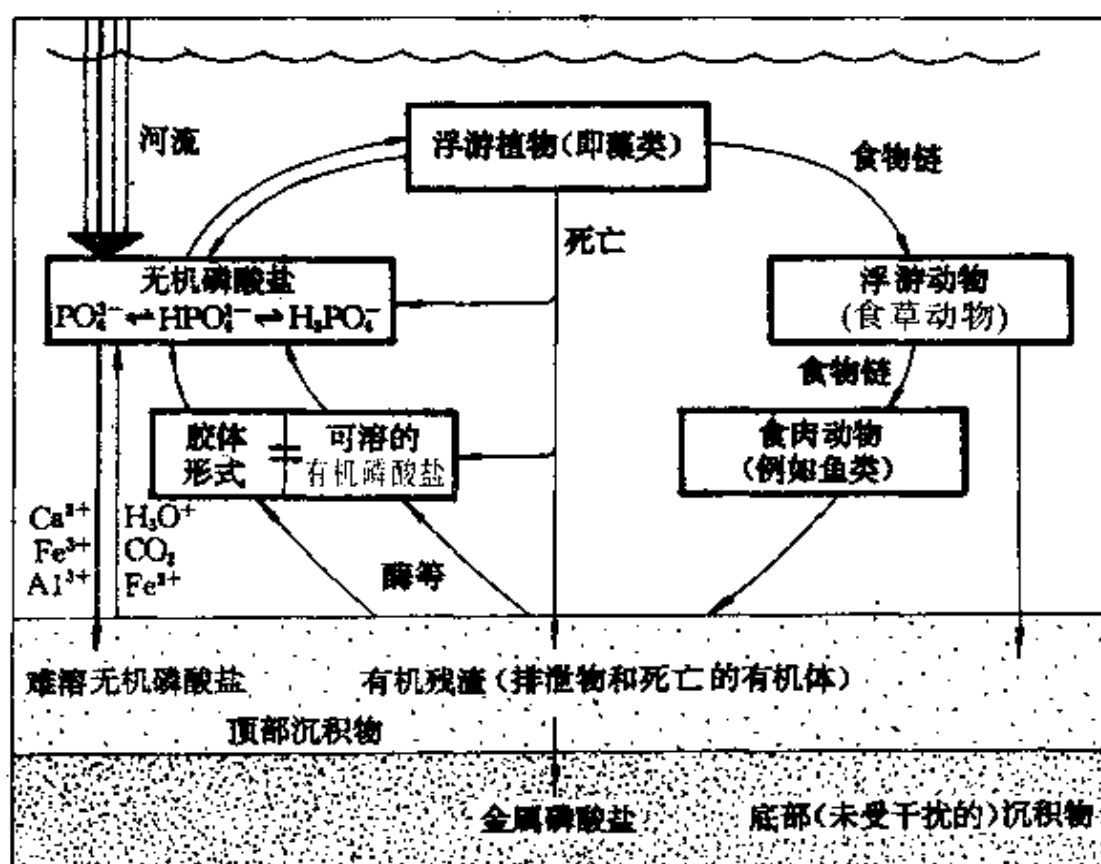 河流
浮游植物(即藻类)
食物链
死亡
无机磷酸盐
PO₄³⁻ ⇌ HPO₄²⁻ ⇌ H₂PO₄⁻
浮游动物
(食草动物)
食物链
胶体
形式
可溶的
有机磷酸盐
食肉动物
(例如鱼类)
Ca²⁺
Fe³⁺
Al³⁺
H₃O⁺
CO₂
Fe²⁺
酶等
难溶无机磷酸盐
有机残渣(排泄物和死亡的有机体)
顶部沉积物
金属磷酸盐
底部(未受干扰的)沉积物